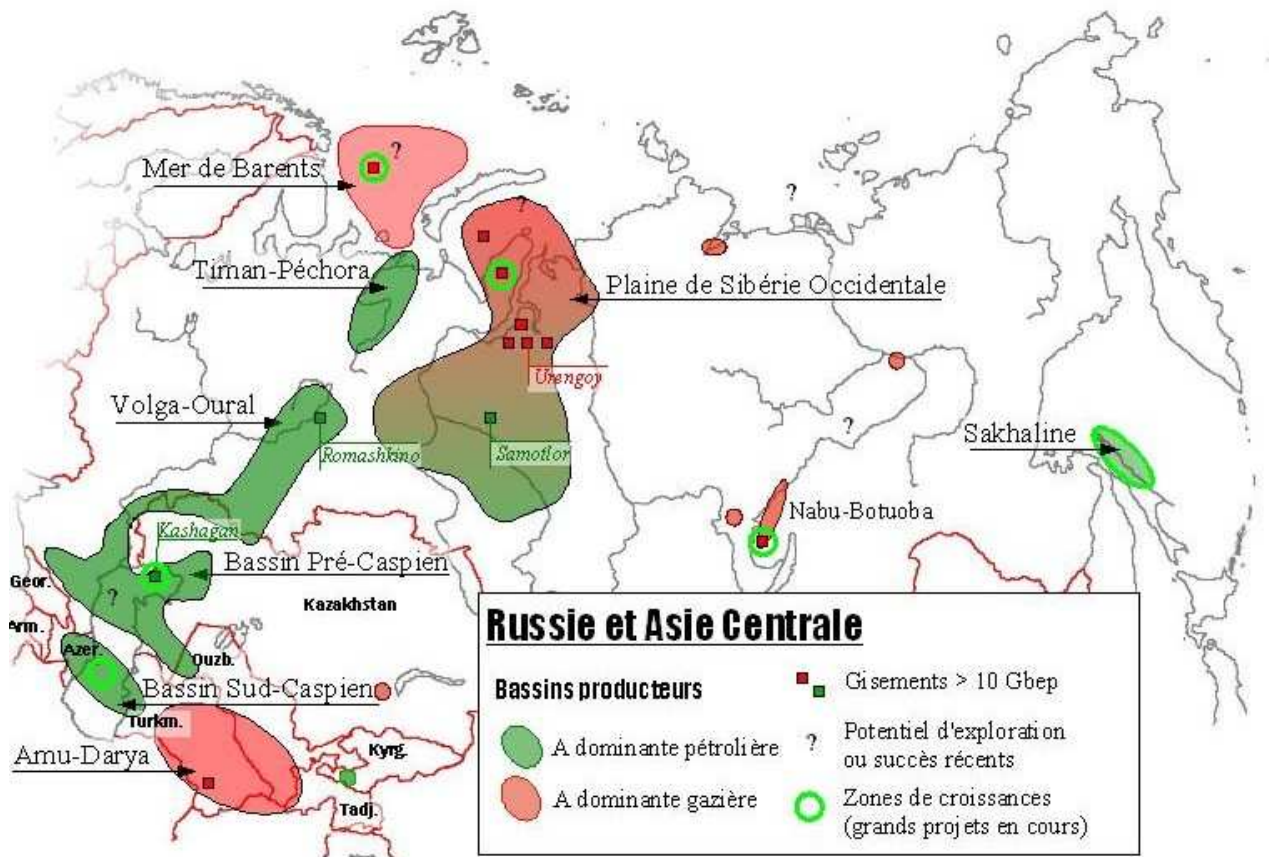 ?
Mer de Barents
?
?
Timan-Péchora
Plaine de Sibérie Occidentale
Urengoy
Volga-Oural
?
Romashkino
Samotlor
Sakhaline
Nabu-Botuoba
Kashagan
Bassin Pré-Caspien
Geor.
?
Kazakhstan
Arm.
Azer.
Ouzb.
Bassin Sud-Caspien
Turkm.
Amu-Darya
Kyrg.
Tadj.
Russie et Asie Centrale
Bassins producteurs
A dominante pétrolière
A dominante gazière
Gisements > 10 Gbep
? Potentiel d'exploration
ou succès récents
Zones de croissances
(grands projets en cours)